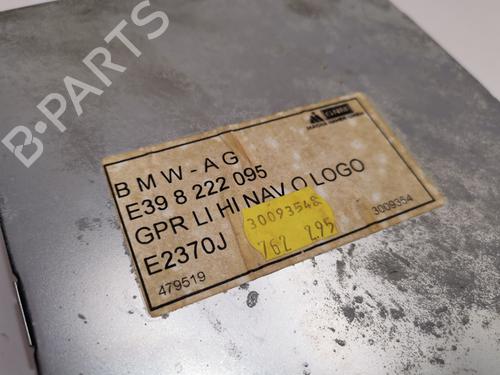 B-PARTS
BMW-AG
E39 8 222 095
GPR LI HI NAV O LOGO
E2370J
479519
3009354
30093548
762 295